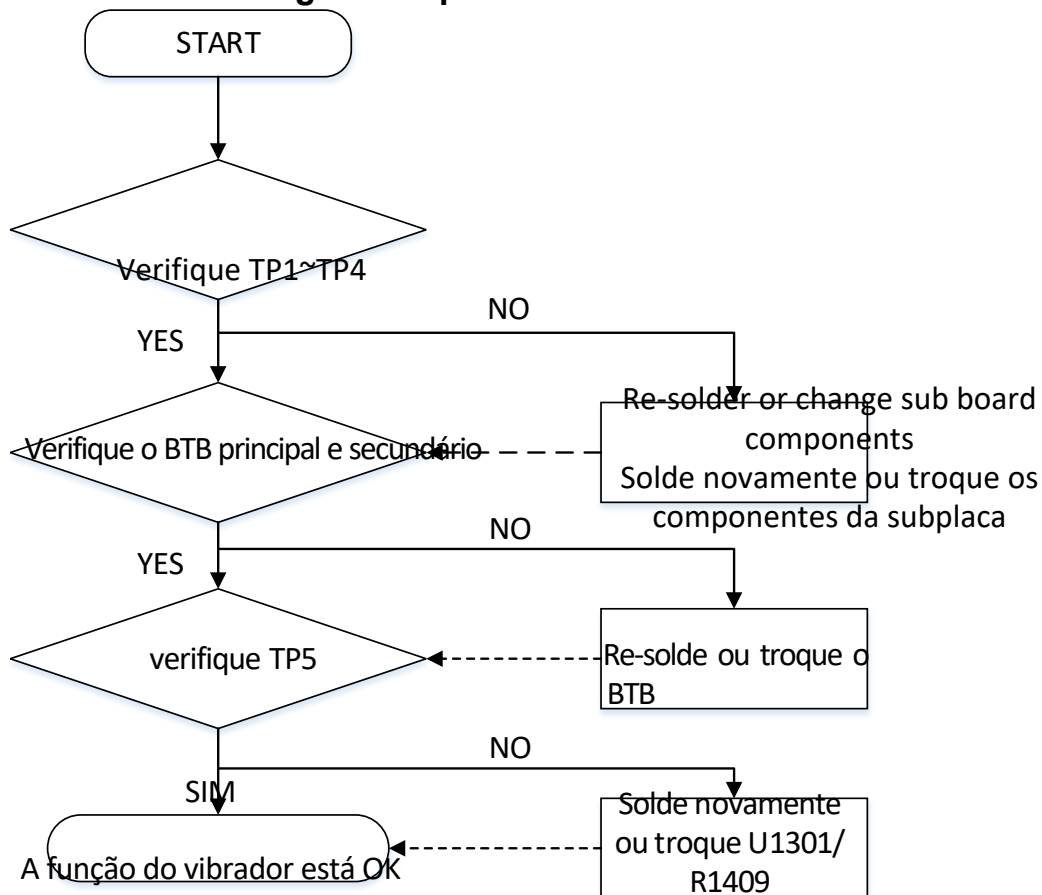 START
Verifique TP1~TP4
NO
YES
Re-solder or change sub board
components
Solde novamente ou troque os
componentes da subplaca
Verifique o BTB principal e secundário
NO
YES
verifique TP5
Re-solde ou troque o
BTB
NO
SIM
Solde novamente
ou troque U1301/
R1409
A função do vibrador está OK